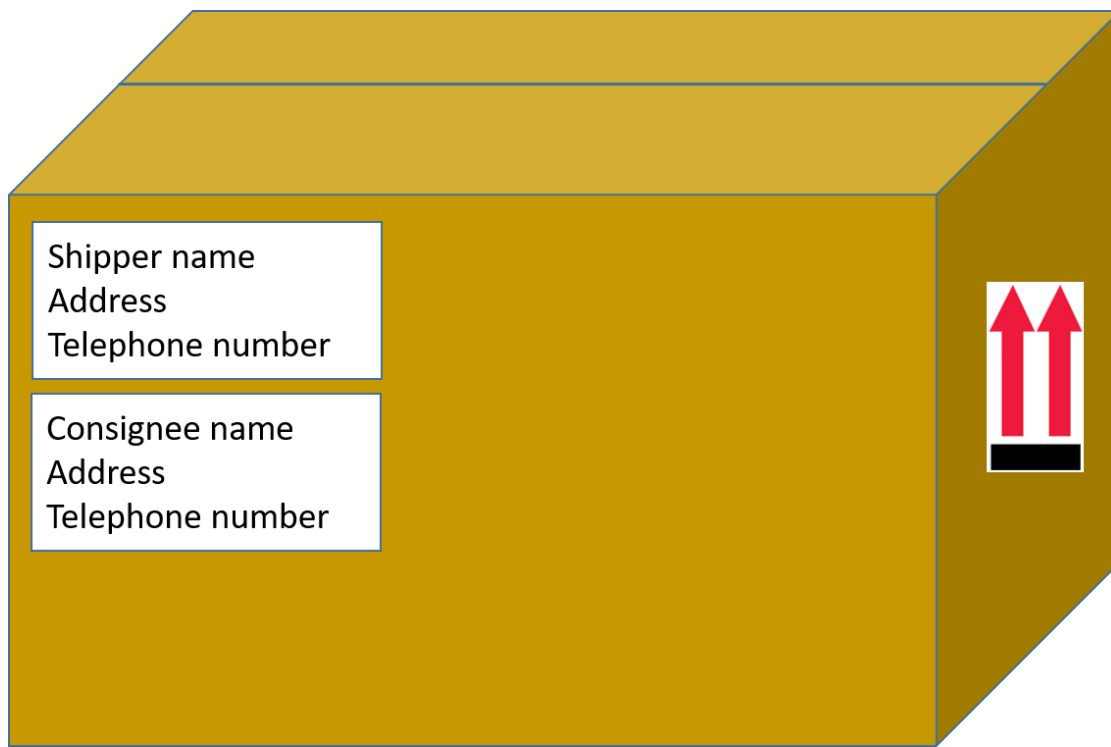 Shipper name
Address
Telephone number
Consignee name
Address
Telephone number